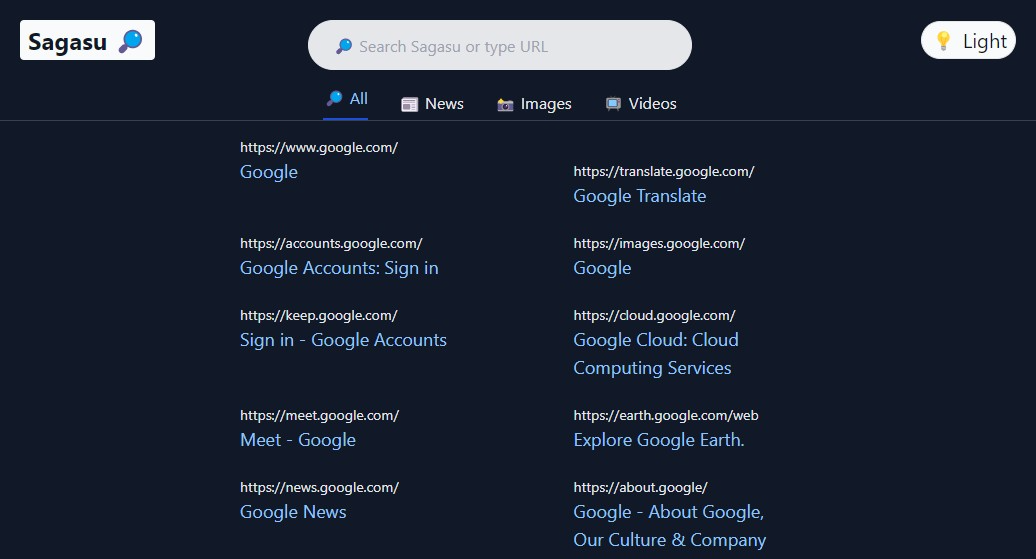 Sagasu
Search Sagasu or type URL
Light
All
News
Images
Videos
https://www.google.com/
Google
https://translate.google.com/
Google Translate
https://accounts.google.com/
Google Accounts: Sign in
https://images.google.com/
Google
https://keep.google.com/
Sign in - Google Accounts
https://cloud.google.com/
Google Cloud: Cloud
Computing Services
https://meet.google.com/
Meet - Google
https://earth.google.com/web
Explore Google Earth.
https://news.google.com/
Google News
https://about.google/
Google - About Google,
Our Culture & Company